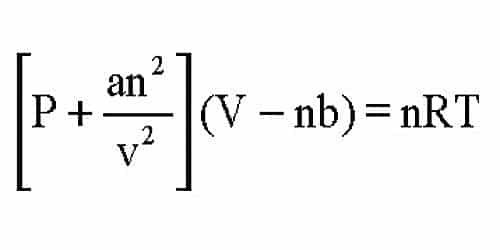 [P + an²/v²](V − nb) = nRT